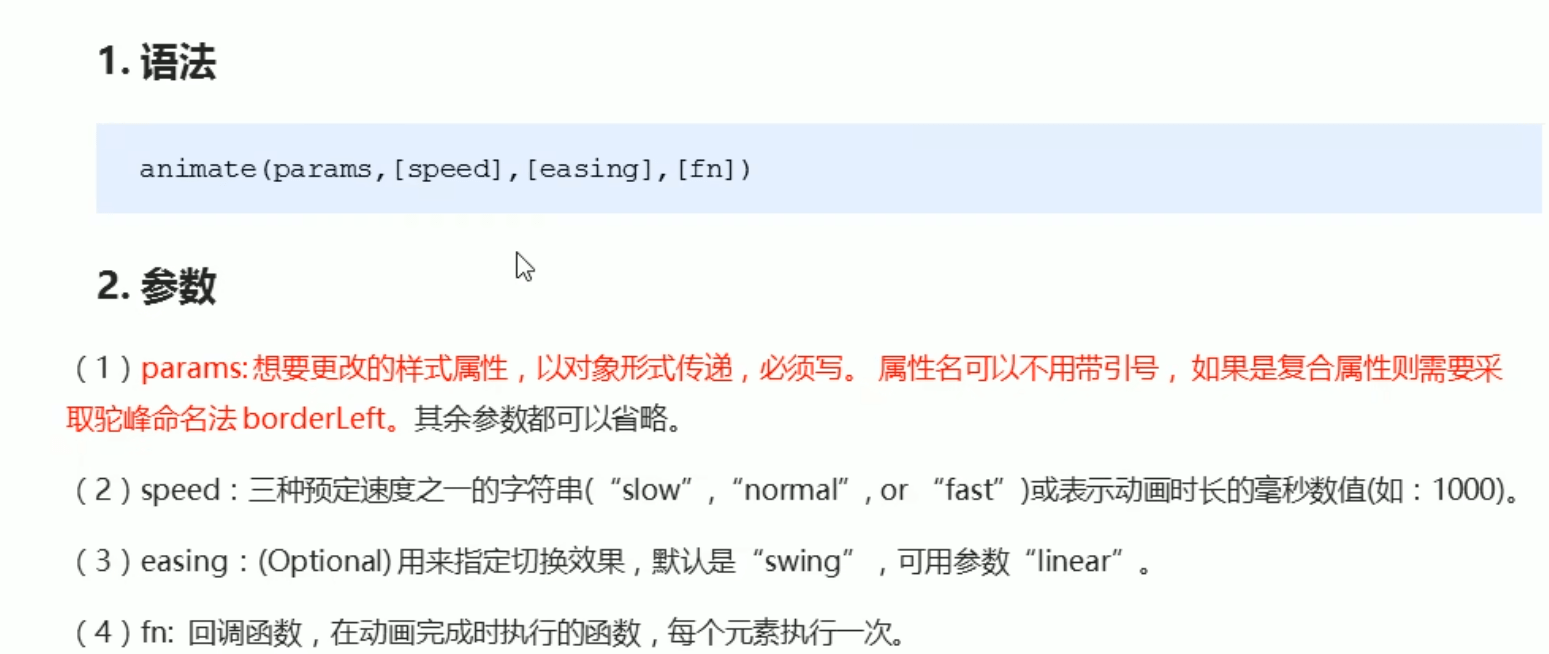 1. 语法
animate(params,[speed],[easing],[fn])
2. 参数
（1）params:想要更改的样式属性，以对象形式传递，必须写。 属性名可以不用带引号， 如果是复合属性则需要采
取驼峰命名法 borderLeft。其余参数都可以省略。
（2）speed：三种预定速度之一的字符串(“slow”,“normal”, or “fast”)或表示动画时长的毫秒数值(如：1000)。
（3）easing：(Optional) 用来指定切换效果，默认是“swing”，可用参数“linear”。
（4）fn: 回调函数，在动画完成时执行的函数，每个元素执行一次。